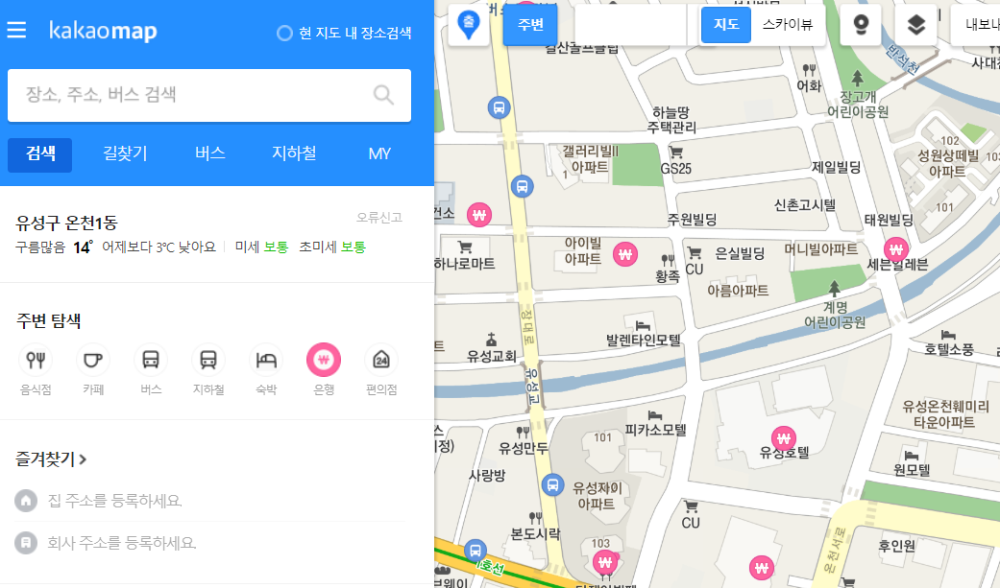 kakaomap
현 지도 내 장소검색
장소, 주소, 버스 검색
검색 길찾기 버스 지하철 MY
유성구 온천1동
오류신고
구름많음 14° 어제보다 3℃ 낮아요 미세 보통 초미세 보통
주변 탐색
음식점 카페 버스 지하철 숙박 은행 편의점
24
즐겨찾기 >
집 주소를 등록하세요.
회사 주소를 등록하세요.
출
주변
지도
스카이뷰
내보내
반석천
사대
어화
장고개
어린이공원
하늘땅
주택관리
갤러리빌II
아파트
1
GS25
102
103
성원상떼빌
아파트
101
제일빌딩
신촌고시텔
건소
주원빌딩
태원빌딩
하나로마트
아이빌
아파트
황족
CU
온실빌딩
머니빌아파트
세븐일레븐
아름아파트
계명
어린이공원
장대로
유성교회
발렌타인모텔
호텔소풍
유성교
유성만두
101
피카소모텔
유성호텔
유성온천훼미리
타운아파트
원모텔
사랑방
유성자이
아파트
본도시락
103
CU
1호선
온천서로
후인원
브웨이